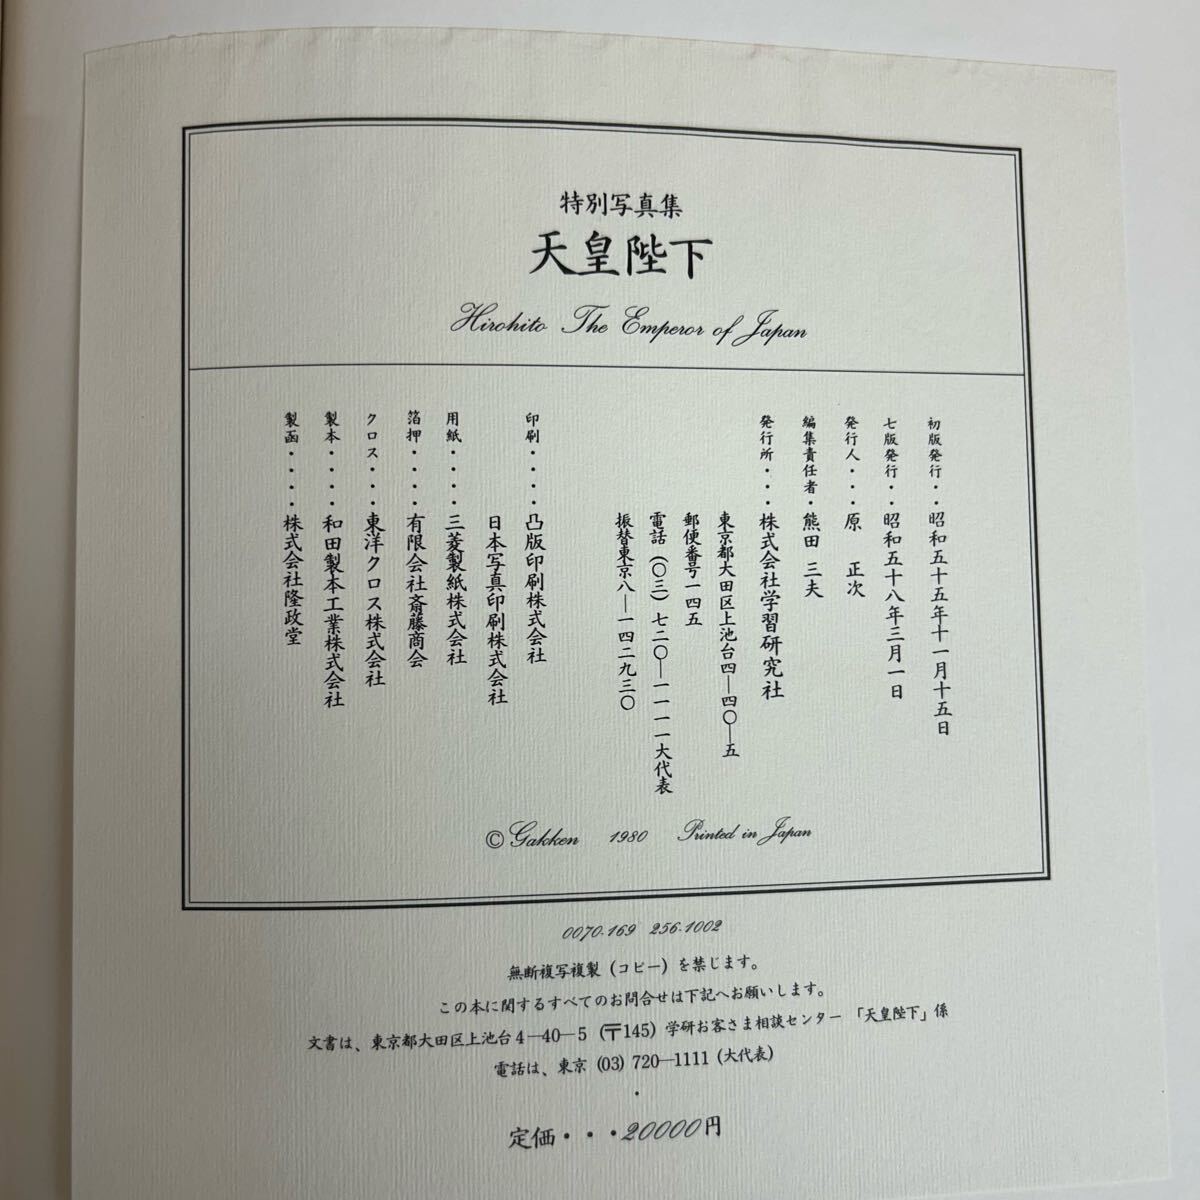 特別写真集
天皇陛下
Hirohito The Emperor of Japan
初版発行・・昭和五十五年十一月十五日
七版発行・・昭和五十八年三月一日
発行人・・・原　正次
編集責任者・熊田三夫
発行所・・・株式会社学習研究社
東京都大田区上池台四—四〇—五
郵便番号一四五
電話（〇三）七二〇—一一一一大代表
振替東京八—一四二九三〇
印刷・・・・凸版印刷株式会社
日本写真印刷株式会社
用紙・・・・三菱製紙株式会社
箔押・・・・有限会社斎藤商会
クロス・・・東洋クロス株式会社
製本・・・・和田製本工業株式会社
製函・・・・株式会社隆政堂
© Gakken 1980 Printed in Japan
0070.169 256.1002
無断複写複製（コピー）を禁じます。
この本に関するすべてのお問合せは下記へお願いします。
文書は、東京都大田区上池台4—40—5（〒145）学研お客さま相談センター「天皇陛下」係
電話は、東京（03）720—1111（大代表）
・
定価・・・20000円